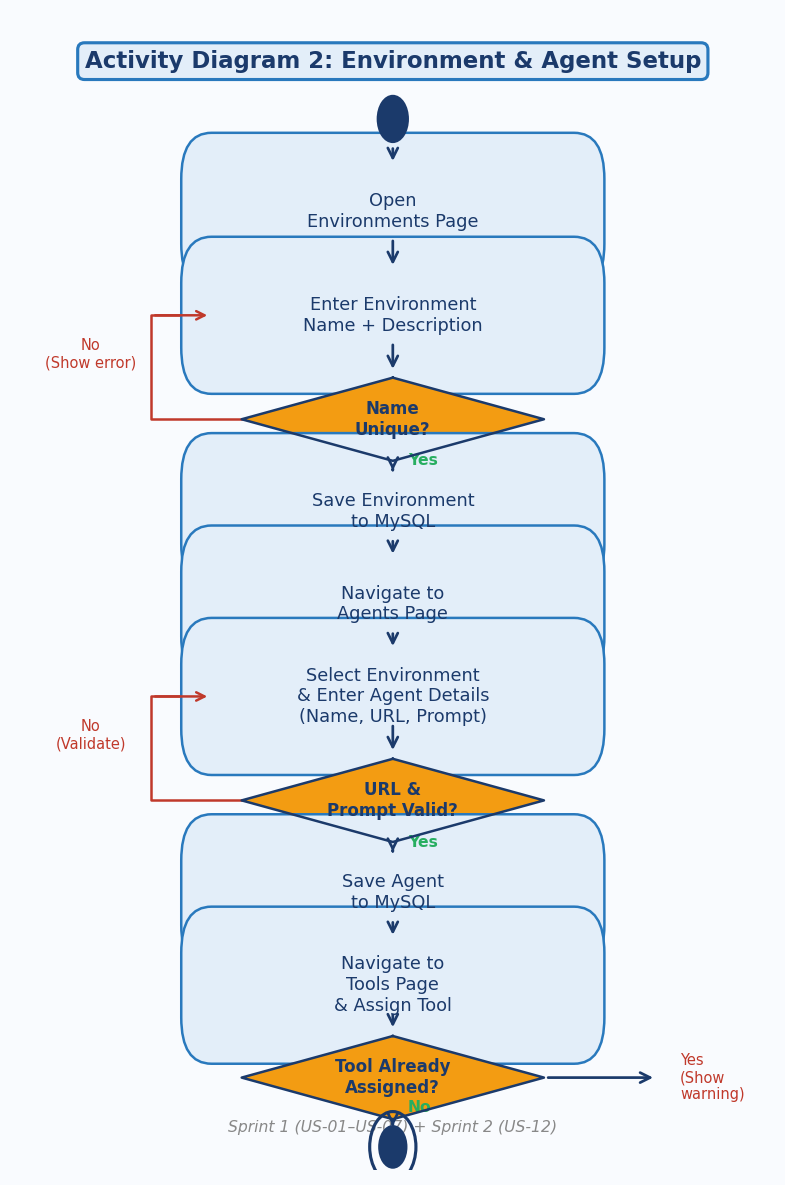 Activity Diagram 2: Environment & Agent Setup
Open
Environments Page
Enter Environment
Name + Description
No
(Show error)
Name
Unique?
Yes
Save Environment
to MySQL
Navigate to
Agents Page
Select Environment
& Enter Agent Details
(Name, URL, Prompt)
No
(Validate)
URL &
Prompt Valid?
Yes
Save Agent
to MySQL
Navigate to
Tools Page
& Assign Tool
Tool Already
Assigned?
Yes
(Show
warning)
No
Sprint 1 (US-01–US-07) + Sprint 2 (US-12)